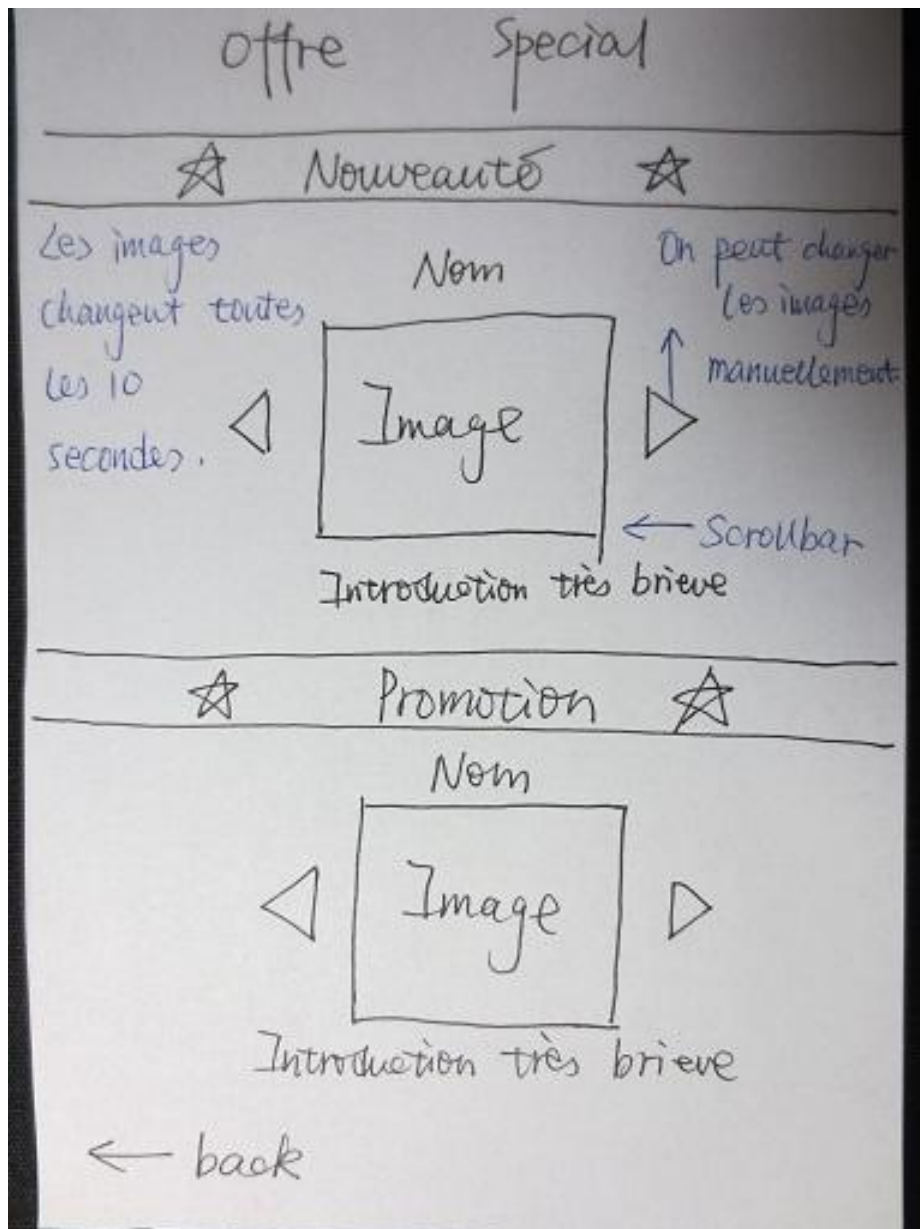 Offre Special
☆ Nouveauté ☆
Les images
changent toutes
les 10
secondes.
Nom
On peut changer
les images
manuellement.
Image
← Scrollbar
Introduction très brieve
☆ Promotion ☆
Nom
Image
Introduction très brieve
← back